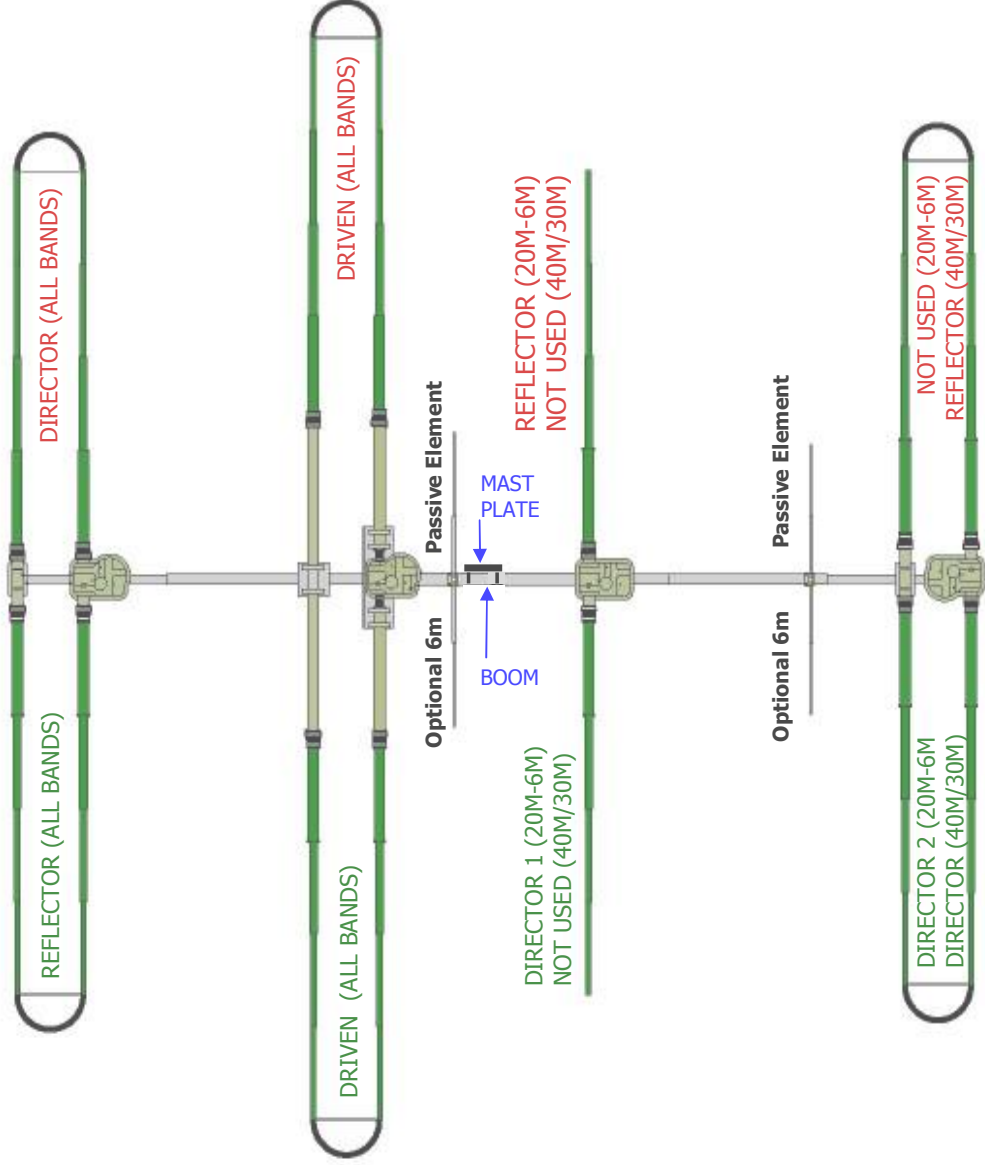 DIRECTOR (ALL BANDS)
DRIVEN (ALL BANDS)
REFLECTOR (20M-6M)
NOT USED (40M/30M)
NOT USED (20M-6M)
REFLECTOR (40M/30M)
Optional 6m Passive Element
MAST
PLATE
BOOM
Optional 6m Passive Element
REFLECTOR (ALL BANDS)
DRIVEN (ALL BANDS)
DIRECTOR 1 (20M-6M)
NOT USED (40M/30M)
DIRECTOR 2 (20M-6M
DIRECTOR (40M/30M)